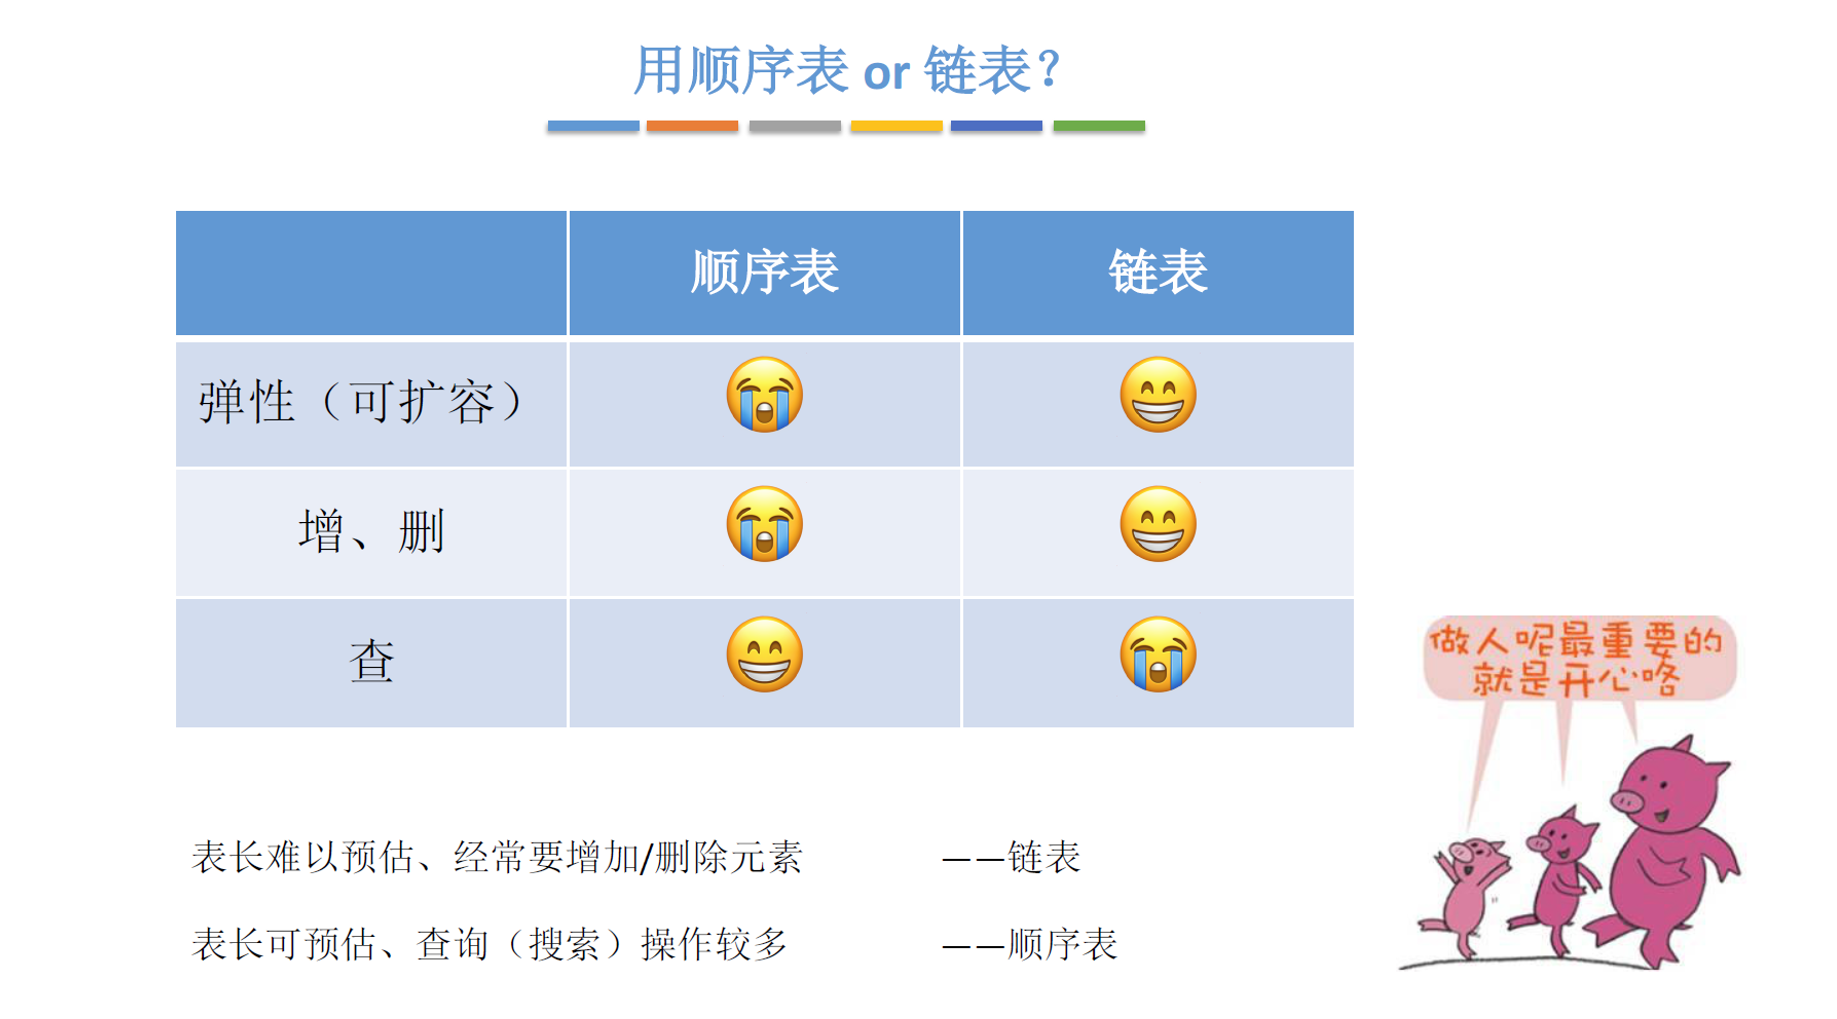 用顺序表 or 链表？
顺序表 链表
弹性（可扩容）
增、删
查
做人呢最重要的
就是开心咯
表长难以预估、经常要增加/删除元素 ——链表
表长可预估、查询（搜索）操作较多 ——顺序表